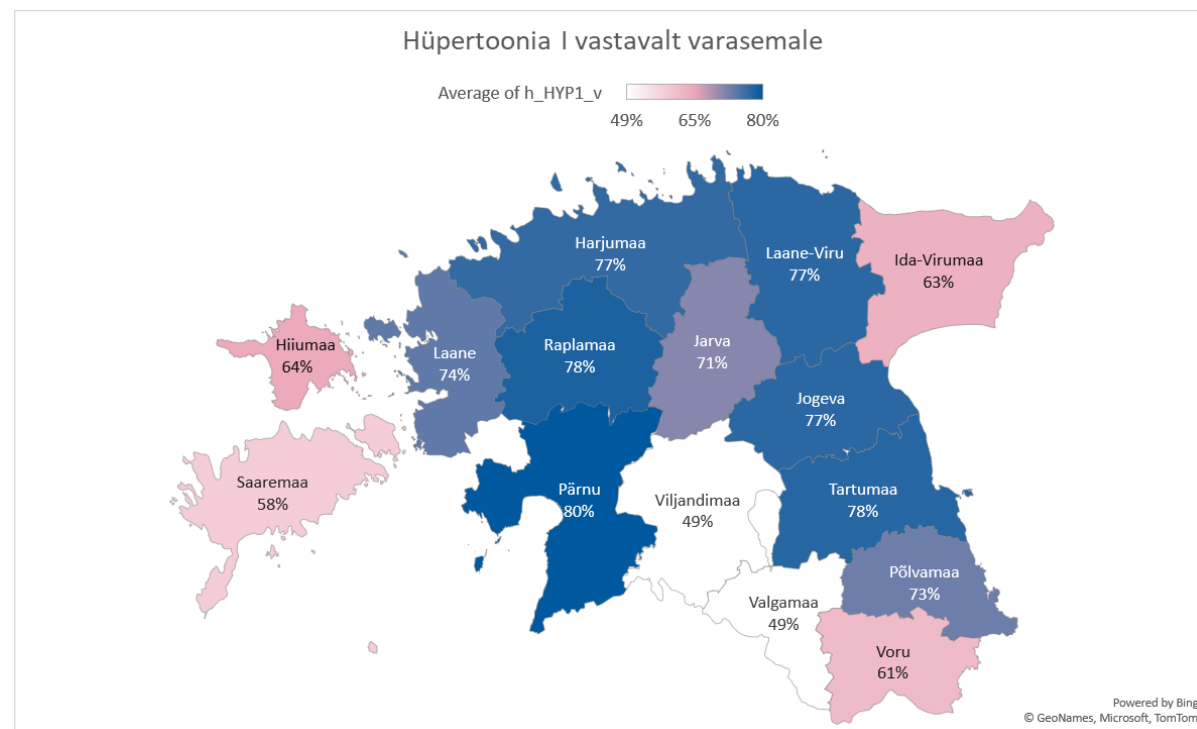 Hüpertoonia I vastavalt varasemale
Average of h_HYP1_v
49% 65% 80%
Harjumaa
77%
Laane-Viru
77%
Ida-Virumaa
63%
Hiiumaa
64%
Laane
74%
Raplamaa
78%
Jarva
71%
Jogeva
77%
Saaremaa
58%
Pärnu
80%
Viljandimaa
49%
Tartumaa
78%
Põlvamaa
73%
Valgamaa
49%
Voru
61%
Powered by Bing
© GeoNames, Microsoft, TomTom